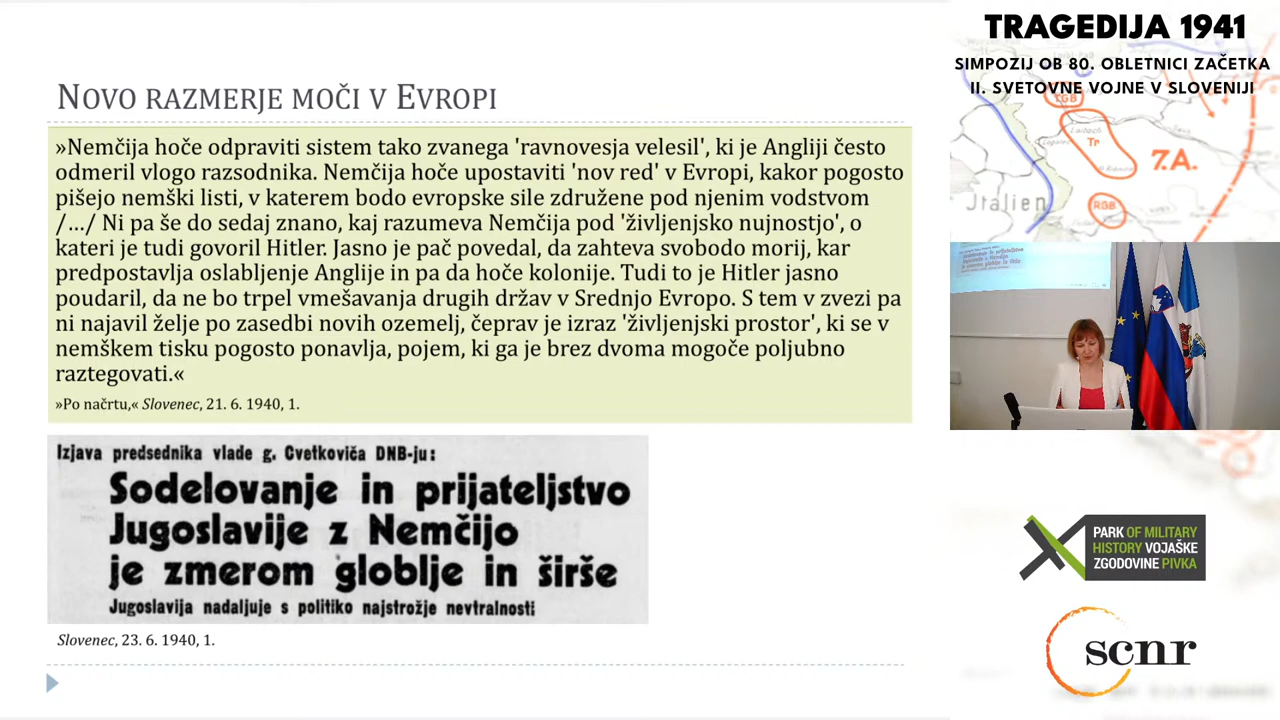 NOVO RAZMERJE MOČI V EVROPI
»Nemčija hoče odpraviti sistem tako zvanega 'ravnovesja velesil', ki je Angliji često
odmeril vlogo razsodnika. Nemčija hoče upostaviti 'nov red' v Evropi, kakor pogosto
pišejo nemški listi, v katerem bodo evropske sile združene pod njenim vodstvom
/…/ Ni pa še do sedaj znano, kaj razumeva Nemčija pod 'življenjsko nujnostjo', o
kateri je tudi govoril Hitler. Jasno je pač povedal, da zahteva svobodo morij, kar
predpostavlja oslabljenje Anglije in pa da hoče kolonije. Tudi to je Hitler jasno
poudaril, da ne bo trpel vmešavanja drugih držav v Srednjo Evropo. S tem v zvezi pa
ni najavil želje po zasedbi novih ozemelj, čeprav je izraz 'življenjski prostor', ki se v
nemškem tisku pogosto ponavlja, pojem, ki ga je brez dvoma mogoče poljubno
raztegovati.«
»Po načrtu,« Slovenec, 21. 6. 1940, 1.
Izjava predsednika vlade g. Cvetkoviča DNB-ju:
Sodelovanje in prijateljstvo
Jugoslavije z Nemčijo
je zmerom globlje in širše
Jugoslavija nadaljuje s politiko najstrožje nevtralnosti
Slovenec, 23. 6. 1940, 1.
TRAGEDIJA 1941
SIMPOZIJ OB 80. OBLETNICI ZAČETKA
II. SVETOVNE VOJNE V SLOVENIJI
TGB
Laibach
Tr
7.A.
RGB
Jtalien
PARK OF MILITARY
HISTORY VOJAŠKE
ZGODOVINE PIVKA
scnr